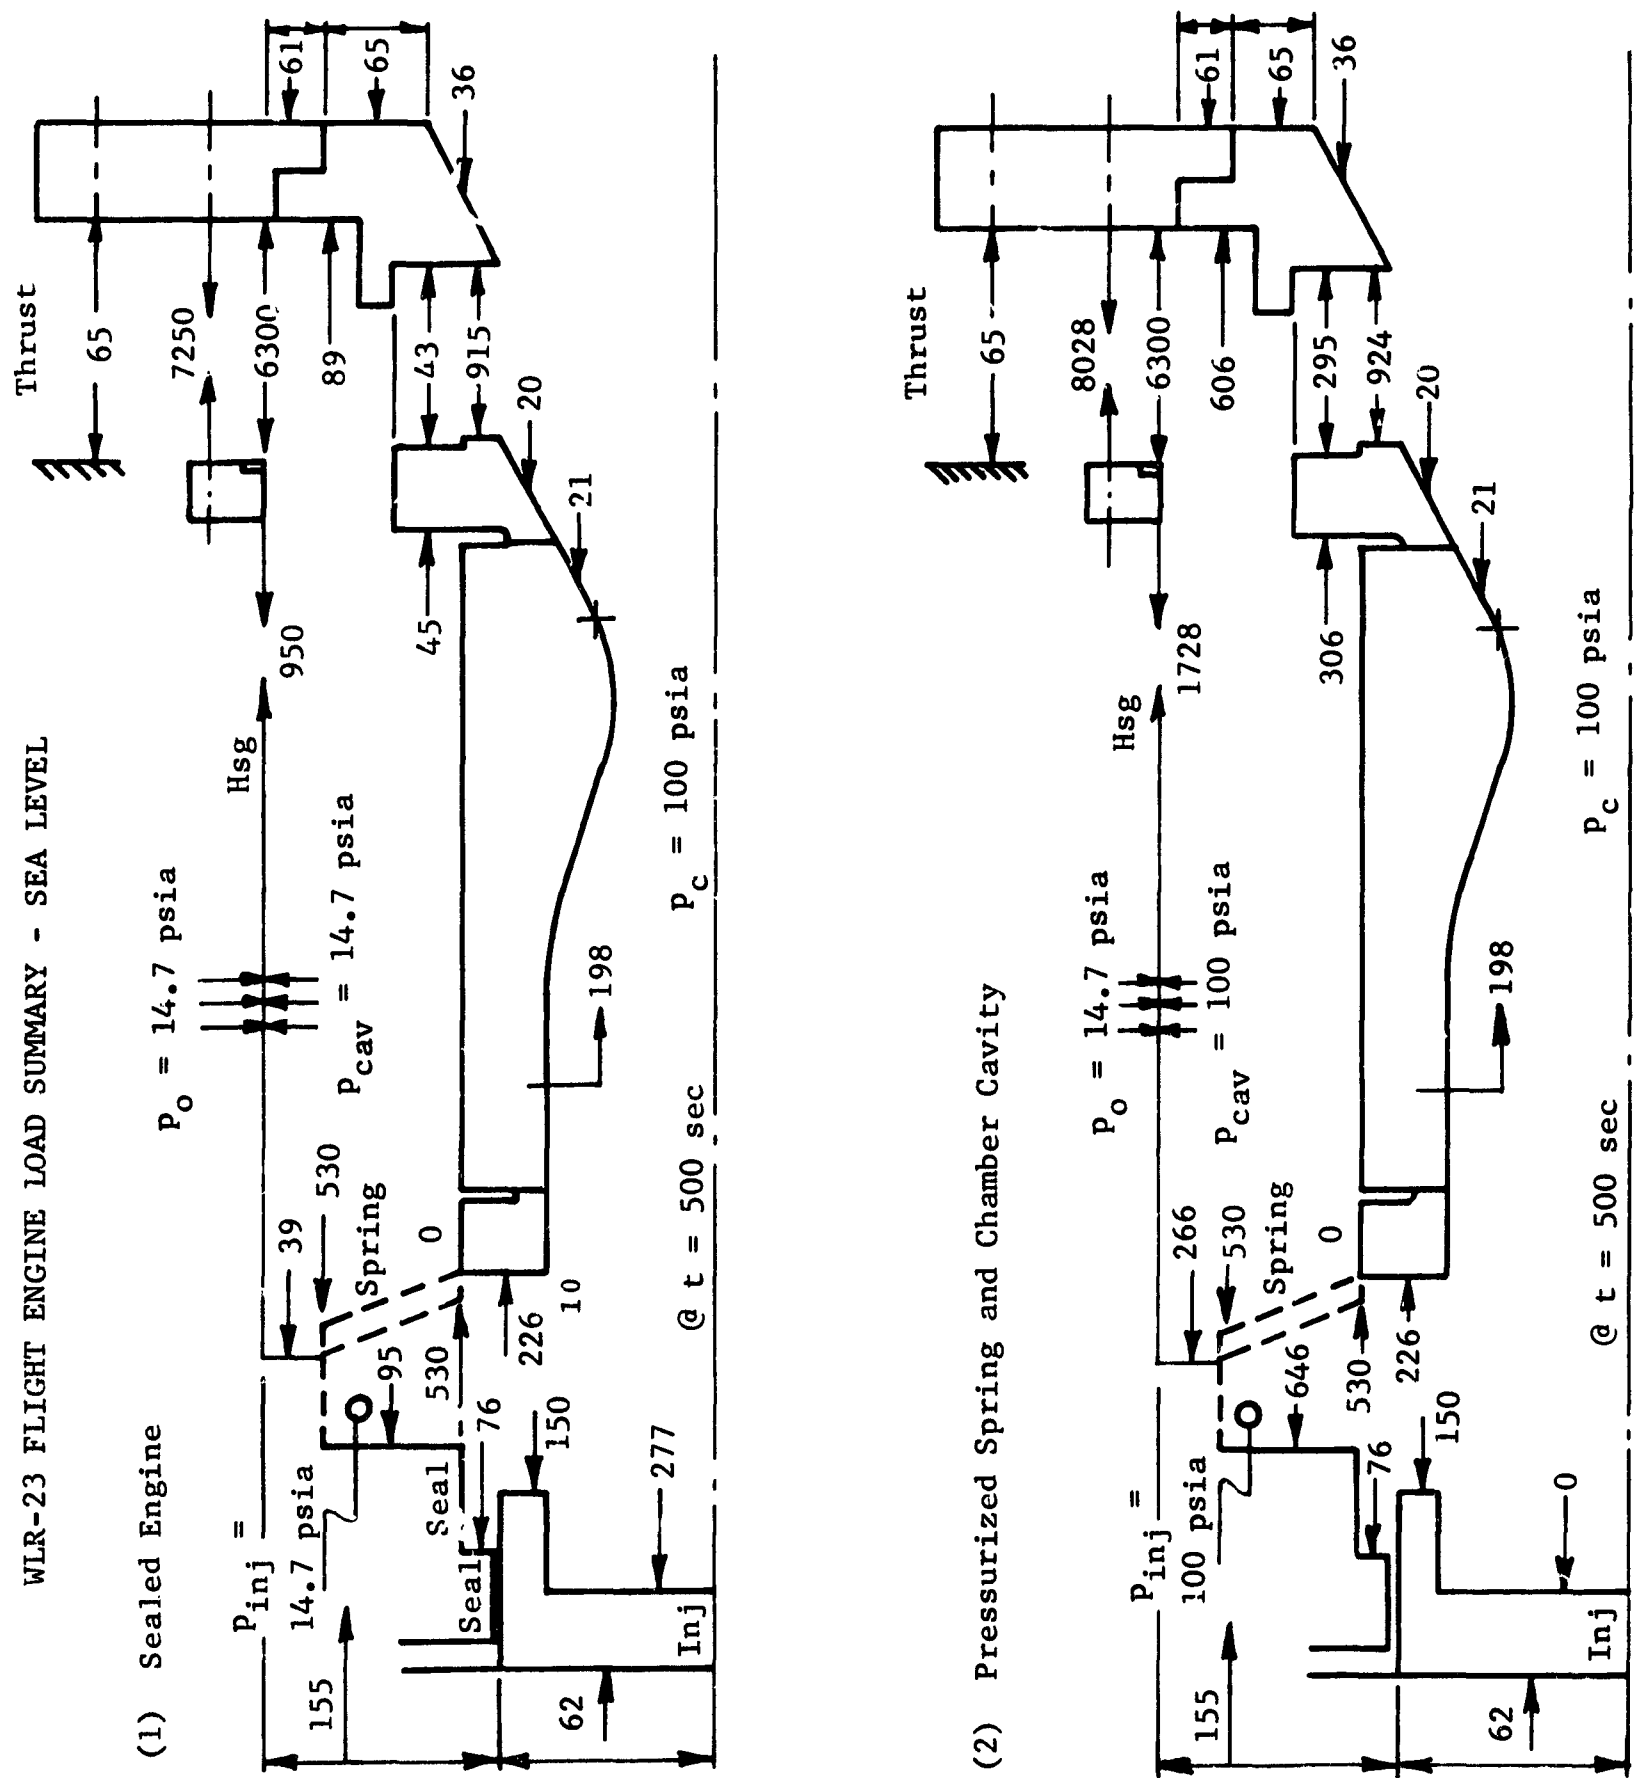 WLR-23 FLIGHT ENGINE LOAD SUMMARY - SEA LEVEL
(1) Sealed Engine
Thrust
65
7250
6300
89
43
915
61
65
36
20
21
45
950
Hsg
Po = 14.7 psia
Pcav = 14.7 psia
Pc = 100 psia
198
39
530
Spring
0
95
530
226
10
Seal
76
Seal
150
277
Pinj =
14.7 psia
155
62
Inj
@ t = 500 sec
(2) Pressurized Spring and Chamber Cavity
Thrust
65
8028
6300
606
295
924
61
65
36
20
21
306
1728
Hsg
Po = 14.7 psia
Pcav = 100 psia
Pc = 100 psia
198
266
530
Spring
0
646
530
226
76
150
0
Pinj =
100 psia
155
62
Inj
@ t = 500 sec